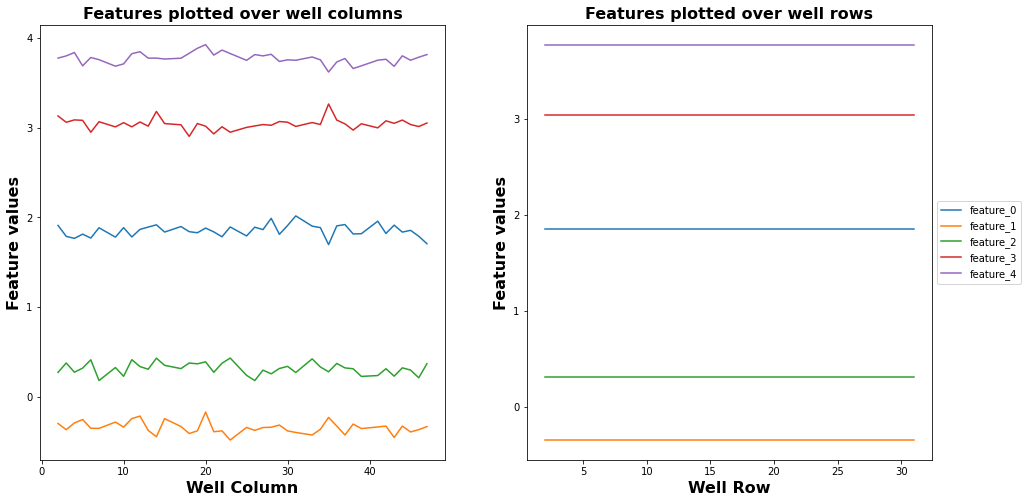 Features plotted over well columns
Feature values
4
3
2
1
0
0
10
20
30
40
Well Column
Features plotted over well rows
Feature values
3
2
1
0
5
10
15
20
25
30
Well Row
feature_0
feature_1
feature_2
feature_3
feature_4